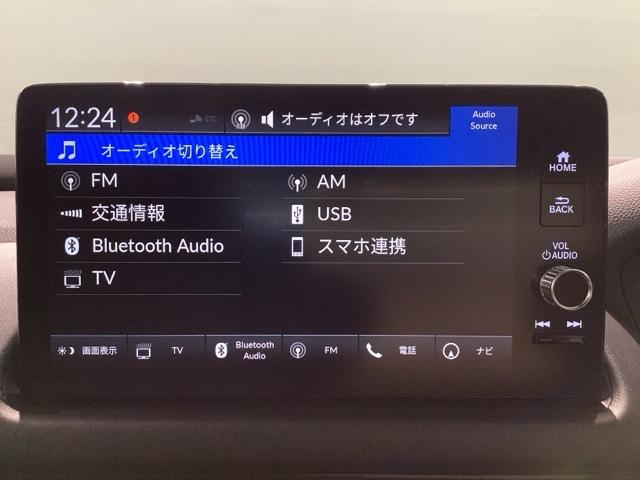 12:24 1 ETC オーディオはオフです Audio Source
オーディオ切り替え
FM
AM
交通情報
USB
Bluetooth Audio
スマホ連携
TV
画面表示 TV Bluetooth Audio FM 電話 ナビ
HOME
BACK
VOL
AUDIO